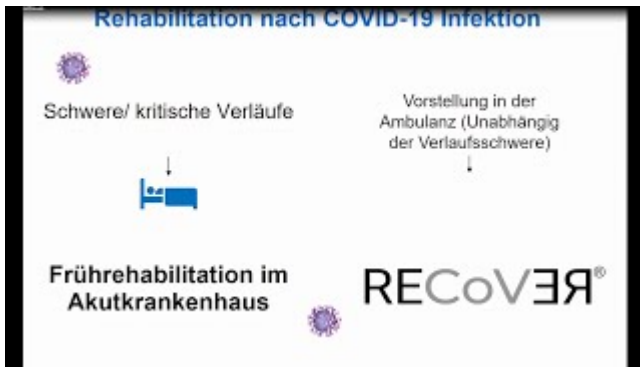 Rehabilitation nach COVID-19 Infektion
Schwere/ kritische Verläufe
Vorstellung in der
Ambulanz (Unabhängig
der Verlaufsschwere)
Frührehabilitation im
Akutkrankenhaus
RECoVER®